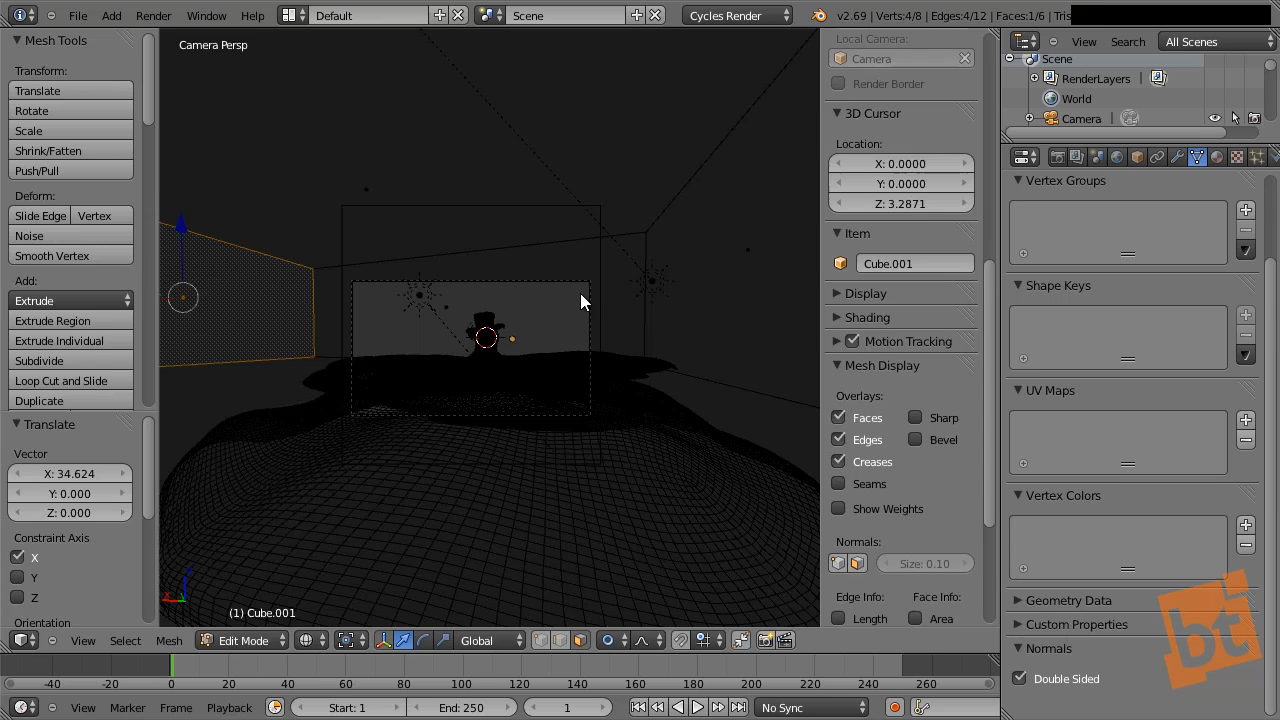 File Add Render Window Help Default Scene Cycles Render v2.69 | Verts:4/8 | Edges:4/12 | Faces:1/6 | Tris
Mesh Tools
Transform:
Translate
Rotate
Scale
Shrink/Fatten
Push/Pull
Deform:
Slide Edge Vertex
Noise
Smooth Vertex
Add:
Extrude
Extrude Region
Extrude Individual
Subdivide
Loop Cut and Slide
Duplicate
Translate
Vector
X: 34.624
Y: 0.000
Z: 0.000
Constraint Axis
X
Y
Z
Orientation
Camera Persp
(1) Cube.001
Local Camera:
Camera
Render Border
3D Cursor
Location:
X: 0.0000
Y: 0.0000
Z: 3.2871
Item
Cube.001
Display
Shading
Motion Tracking
Mesh Display
Overlays:
Faces Sharp
Edges Bevel
Creases
Seams
Show Weights
Normals:
Size: 0.10
Edge Info: Face Info:
Length Area
View Search All Scenes
Scene
RenderLayers |
World
Camera |
Vertex Groups
Shape Keys
UV Maps
Vertex Colors
Geometry Data
Custom Properties
Normals
Double Sided
bt
View Select Mesh Edit Mode Global
-40 -20 0 20 40 60 80 100 120 140 160 180 200 220 240 260
View Marker Frame Playback Start: 1 End: 250 1 No Sync